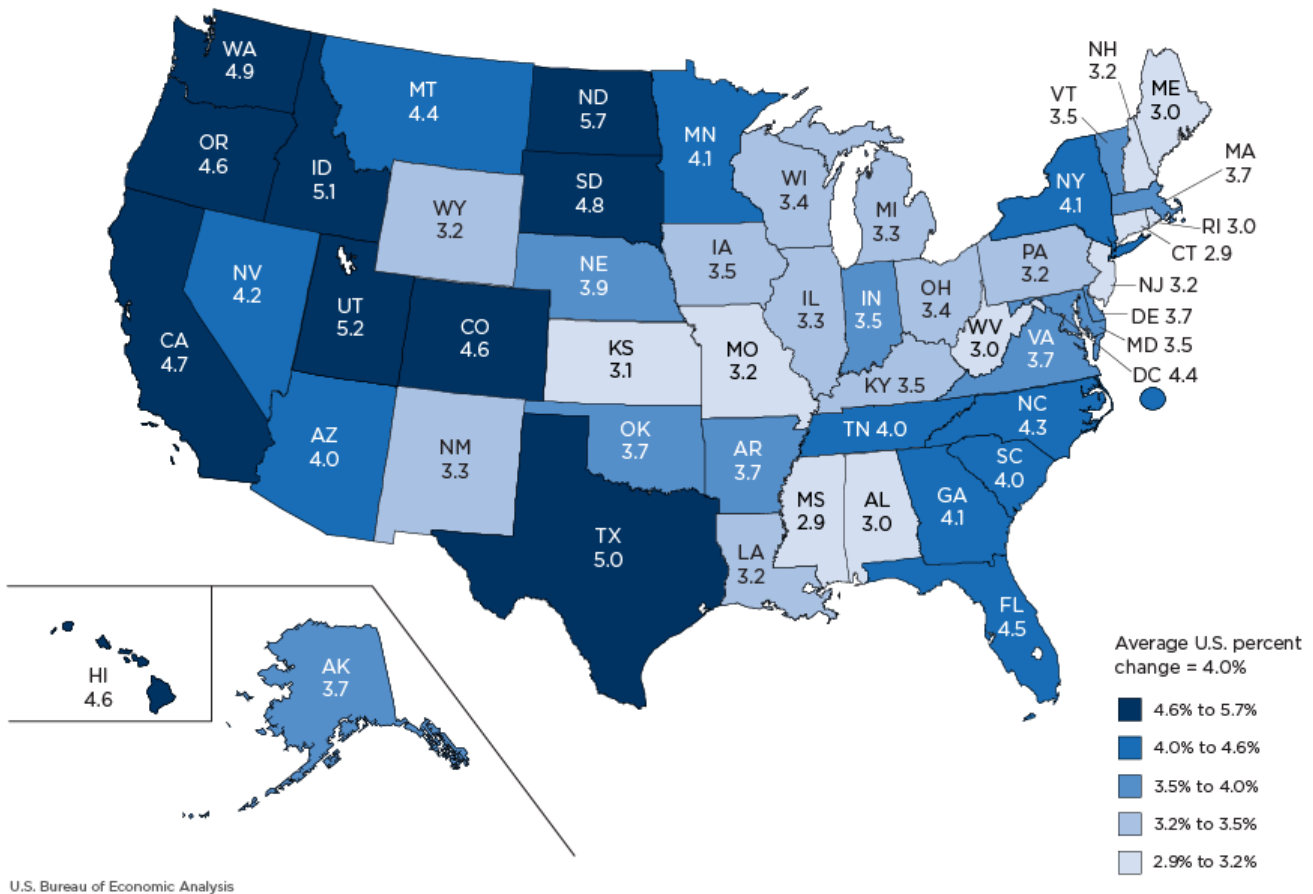 WA
4.9
MT
4.4
ND
5.7
MN
4.1
OR
4.6
ID
5.1
SD
4.8
WY
3.2
WI
3.4
MI
3.3
NH
3.2
VT
3.5
ME
3.0
MA
3.7
NY
4.1
RI 3.0
CT 2.9
NJ 3.2
PA
3.2
DE 3.7
MD 3.5
DC 4.4
NV
4.2
UT
5.2
CO
4.6
NE
3.9
IA
3.5
IL
3.3
IN
3.5
OH
3.4
WV
3.0
VA
3.7
CA
4.7
KS
3.1
MO
3.2
KY 3.5
AZ
4.0
NM
3.3
OK
3.7
AR
3.7
TN 4.0
NC
4.3
SC
4.0
TX
5.0
LA
3.2
MS
2.9
AL
3.0
GA
4.1
FL
4.5
HI
4.6
AK
3.7
Average U.S. percent
change = 4.0%
4.6% to 5.7%
4.0% to 4.6%
3.5% to 4.0%
3.2% to 3.5%
2.9% to 3.2%
U.S. Bureau of Economic Analysis